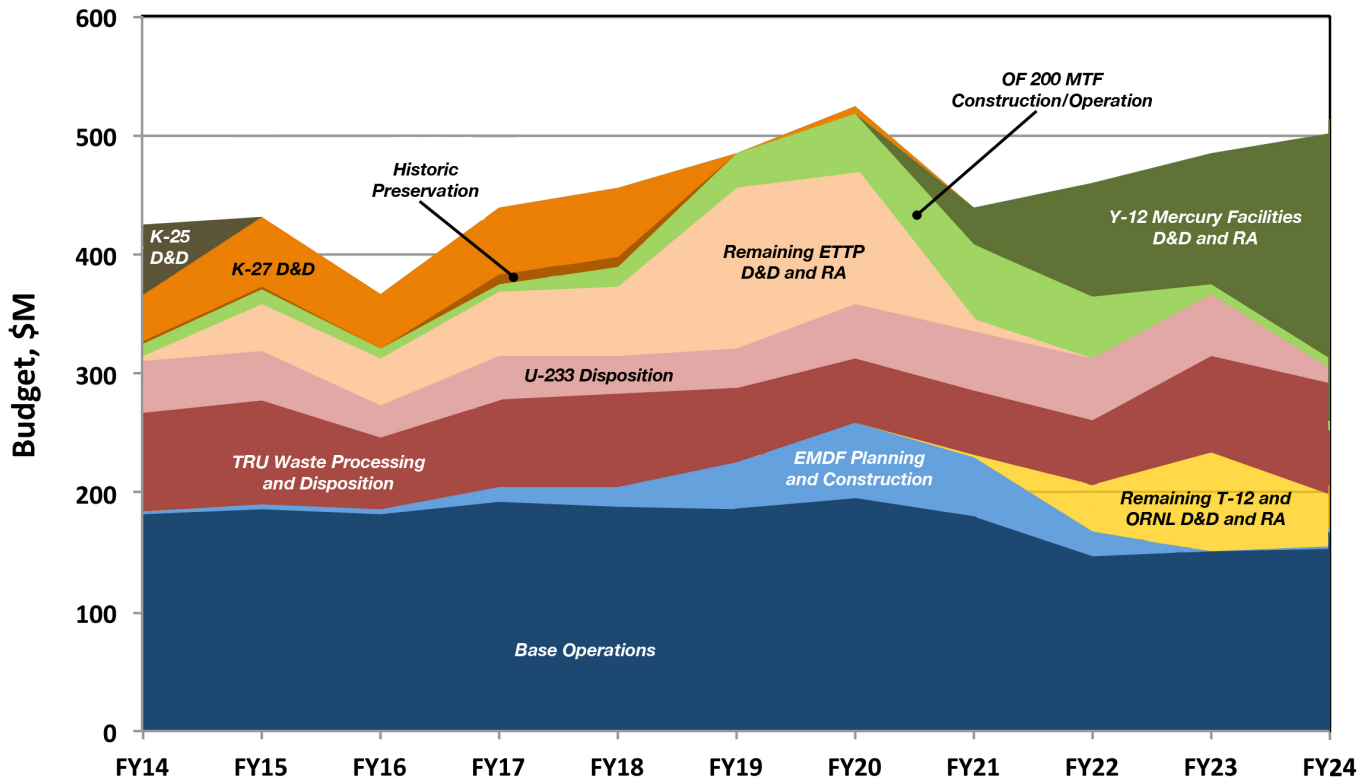 600
500
400
300
200
100
0
Budget, $M
OF 200 MTF
Construction/Operation
Historic
Preservation
K-25
D&D
K-27 D&D
Y-12 Mercury Facilities
D&D and RA
Remaining ETTP
D&D and RA
U-233 Disposition
TRU Waste Processing
and Disposition
EMDF Planning
and Construction
Remaining T-12 and
ORNL D&D and RA
Base Operations
FY14 FY15 FY16 FY17 FY18 FY19 FY20 FY21 FY22 FY23 FY24